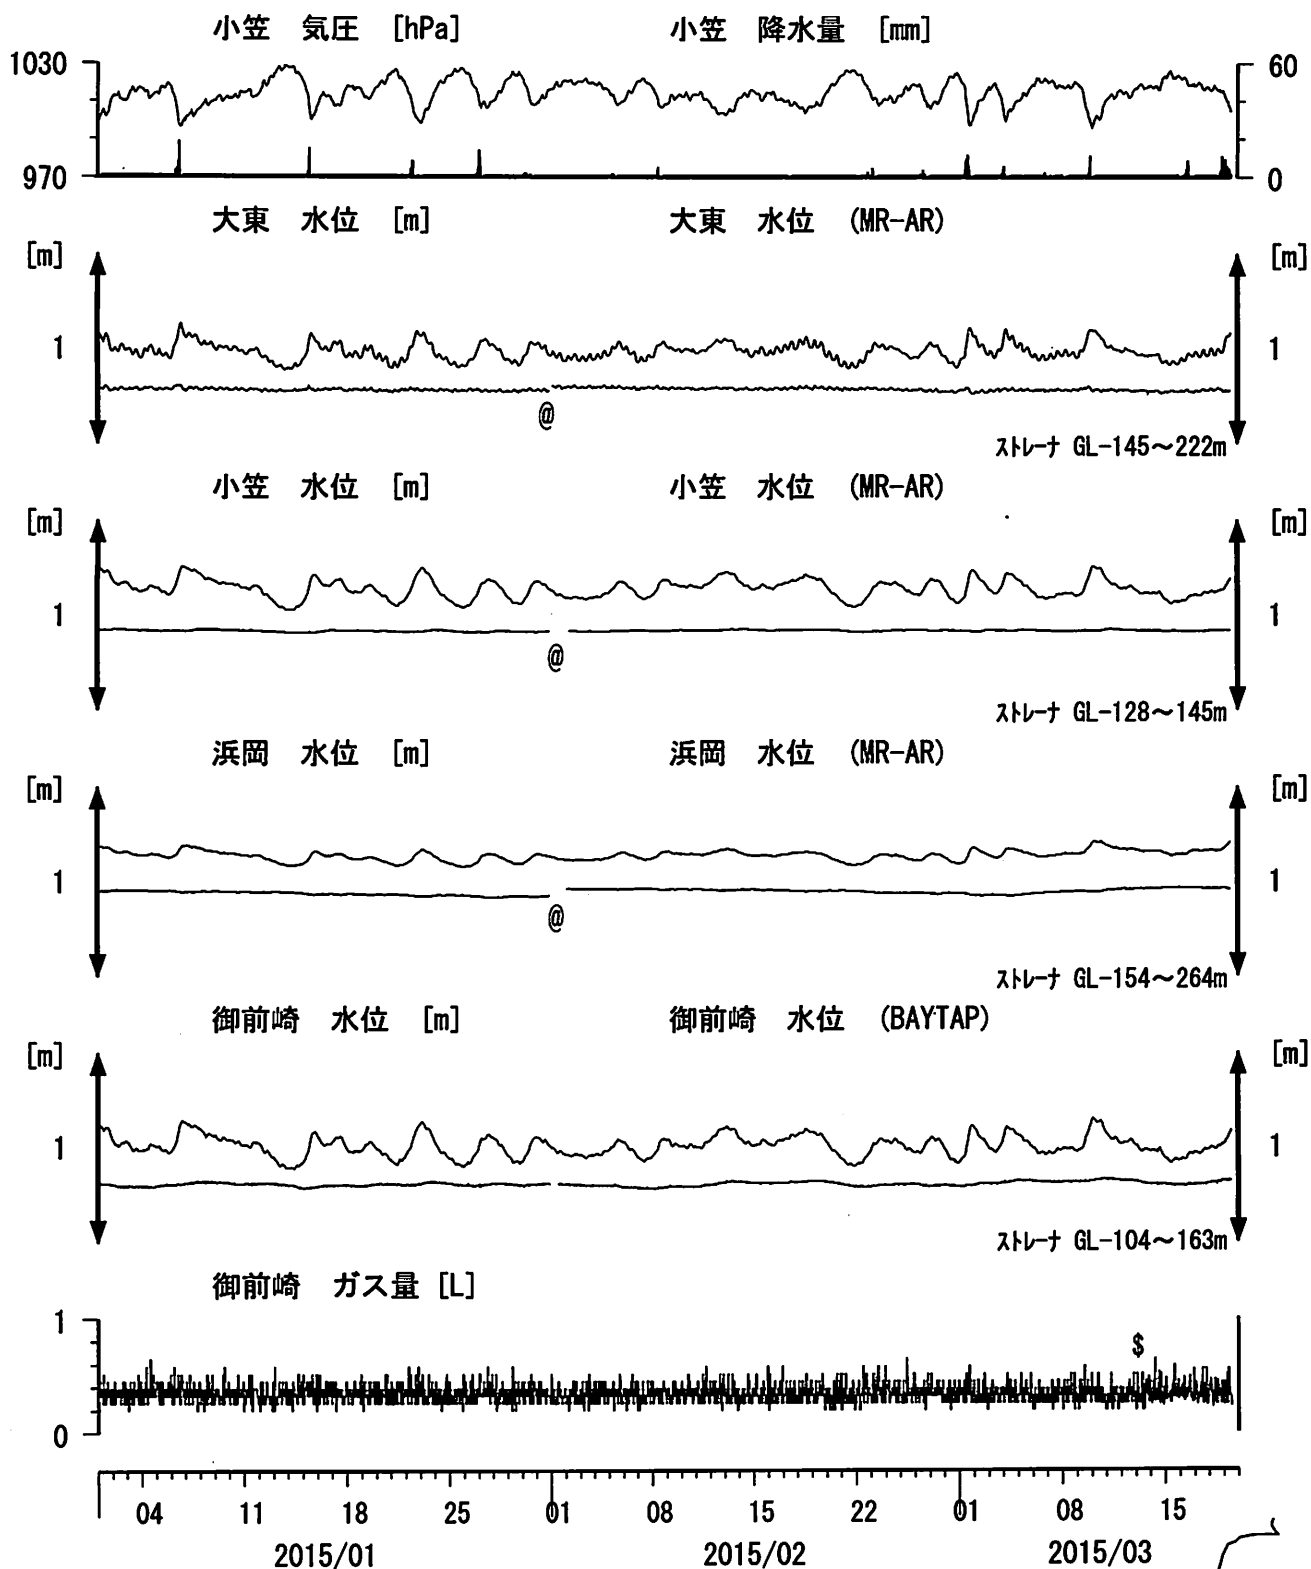 小笠 気圧 [hPa] 小笠 降水量 [mm]
1030 60
970 0
大東 水位 [m] 大東 水位 (MR-AR)
[m] [m]
1 1
@
ストレーナ GL-145～222m
小笠 水位 [m] 小笠 水位 (MR-AR)
[m] [m]
1 1
@
ストレーナ GL-128～145m
浜岡 水位 [m] 浜岡 水位 (MR-AR)
[m] [m]
1 1
@
ストレーナ GL-154～264m
御前崎 水位 [m] 御前崎 水位 (BAYTAP)
[m] [m]
1 1
ストレーナ GL-104～163m
御前崎 ガス量 [L]
1
$
0
04 11 18 25 01 08 15 22 01 08 15
2015/01 2015/02 2015/03